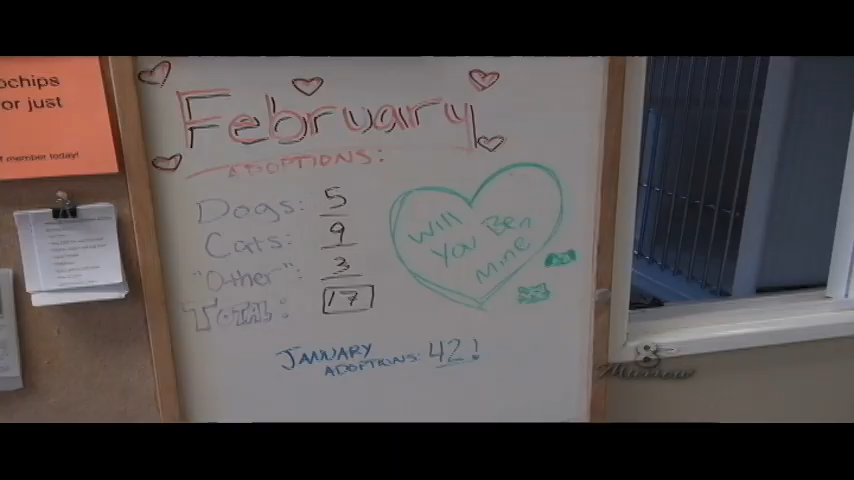 ochips
or just
member today!
February
ADOPTIONS:
Dogs: 5
Cats: 9
"Other": 3
TOTAL: 17
Will
You Ben
Mine
JANUARY
ADOPTIONS: 42!